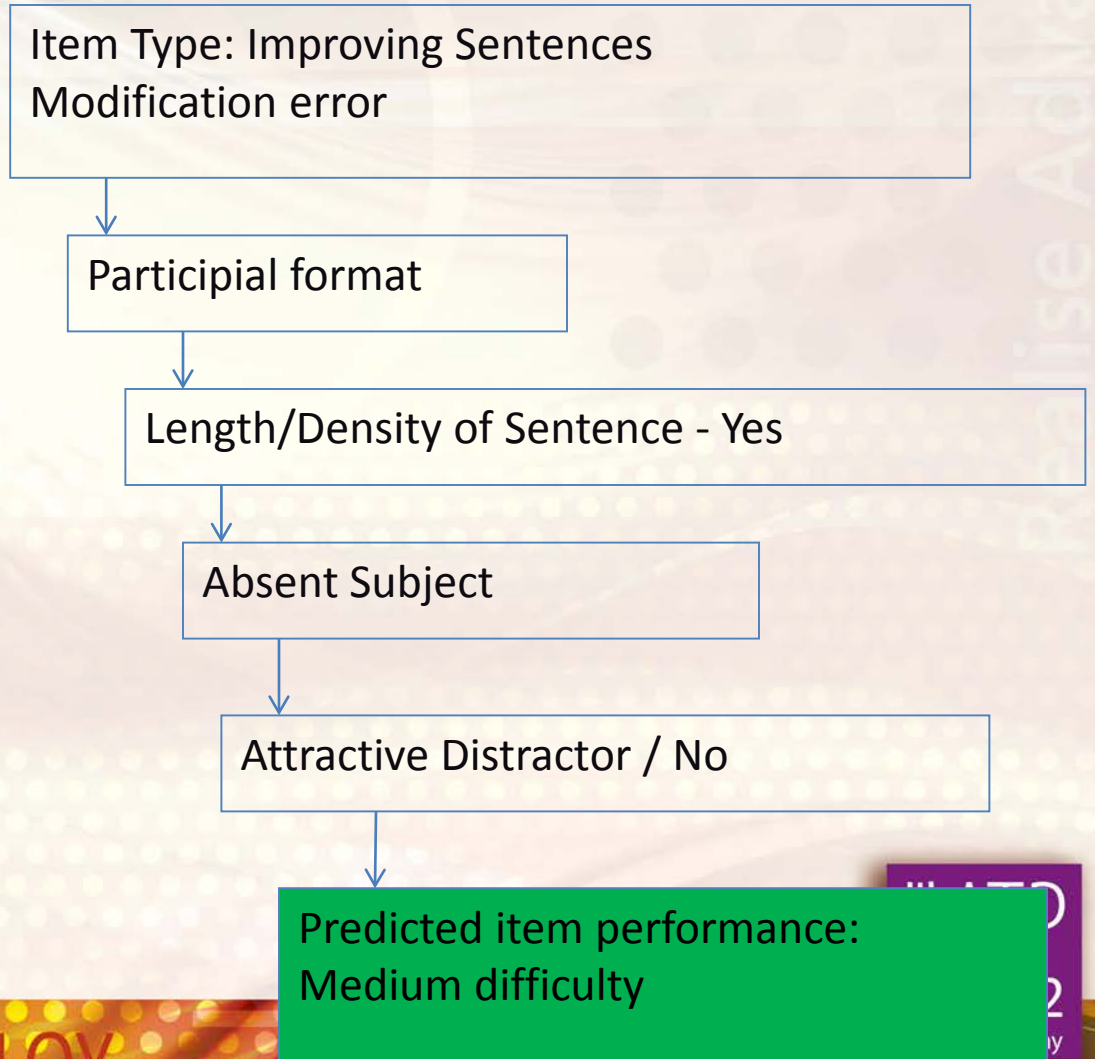 Item Type: Improving Sentences
Modification error
Participial format
Length/Density of Sentence - Yes
Absent Subject
Attractive Distractor / No
Predicted item performance:
Medium difficulty